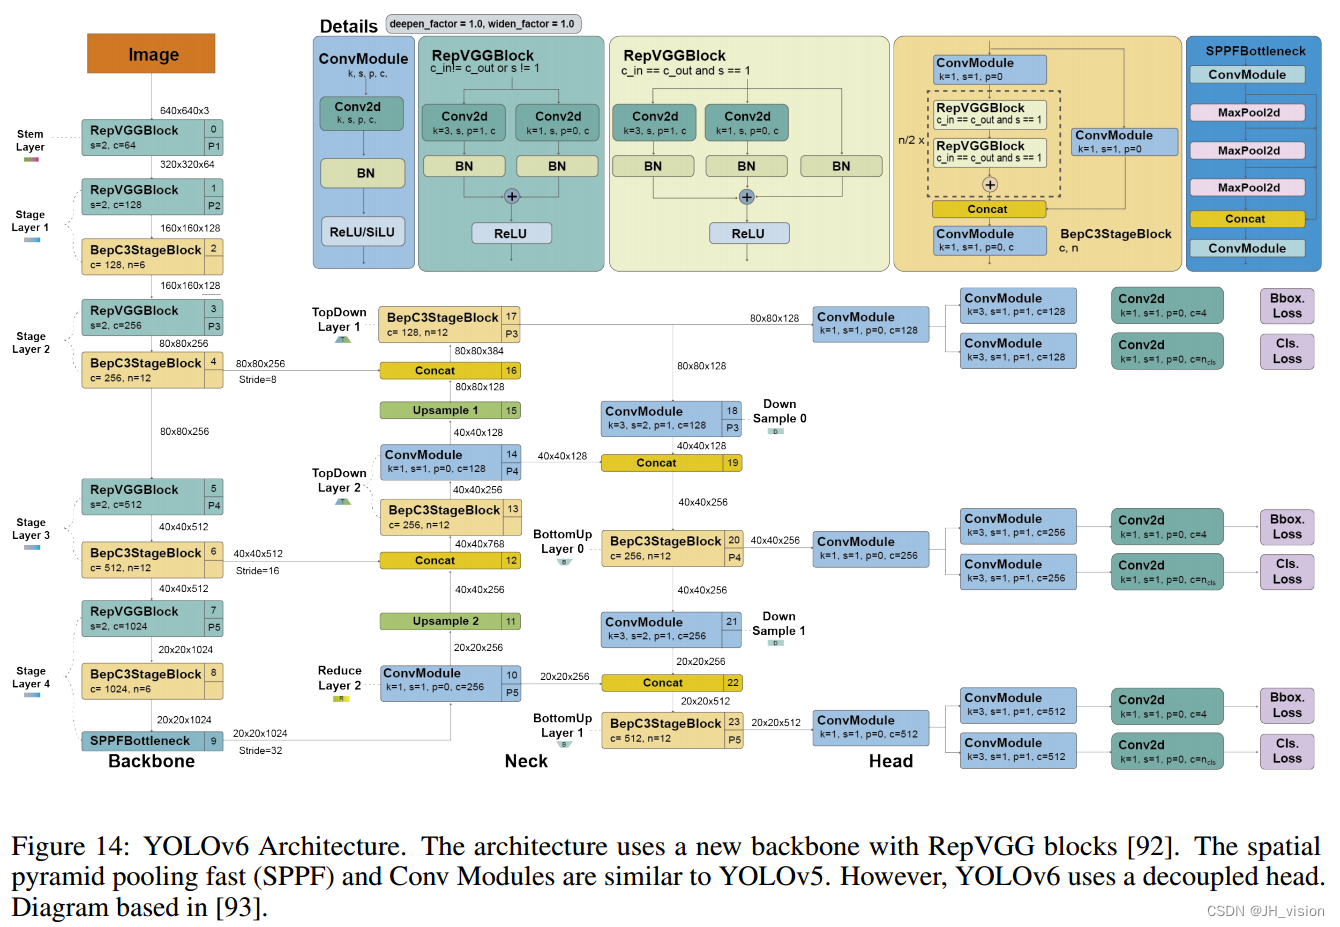 Details
deepen_factor = 1.0, widen_factor = 1.0
Image
640x640x3
Stem
Layer
RepVGGBlock
s=2, c=64
0
P1
320x320x64
Stage
Layer 1
RepVGGBlock
s=2, c=128
1
P2
160x160x128
BepC3StageBlock
c= 128, n=6
2
160x160x128
Stage
Layer 2
RepVGGBlock
s=2, c=256
3
P3
80x80x256
BepC3StageBlock
c= 256, n=12
4
80x80x256
Stride=8
80x80x256
Stage
Layer 3
RepVGGBlock
s=2, c=512
5
P4
40x40x512
BepC3StageBlock
c= 512, n=12
6
40x40x512
Stride=16
40x40x512
Stage
Layer 4
RepVGGBlock
s=2, c=1024
7
P5
20x20x1024
BepC3StageBlock
c= 1024, n=6
8
20x20x1024
SPPFBottleneck
9
20x20x1024
Stride=32
Backbone
ConvModule
k, s, p, c,
Conv2d
k, s, p, c,
BN
ReLU/SiLU
RepVGGBlock
c_in!= c_out or s != 1
Conv2d
k=3, s, p=1, c
Conv2d
k=1, s, p=0, c
BN
BN
+
ReLU
RepVGGBlock
c_in == c_out and s == 1
Conv2d
k=3, s, p=1, c
Conv2d
k=1, s, p=0, c
BN
BN
BN
+
ReLU
ConvModule
k=1, s=1, p=0
n/2 x
RepVGGBlock
c_in == c_out and s == 1
RepVGGBlock
c_in == c_out and s == 1
+
ConvModule
k=1, s=1, p=0
Concat
ConvModule
k=1, s=1, p=0, c
BepC3StageBlock
c, n
SPPFBottleneck
ConvModule
MaxPool2d
MaxPool2d
MaxPool2d
Concat
ConvModule
TopDown
Layer 1
T
BepC3StageBlock
c= 128, n=12
17
P3
80x80x384
Concat
16
80x80x128
Upsample 1
15
40x40x128
TopDown
Layer 2
T
ConvModule
k=1, s=1, p=0, c=128
14
P4
40x40x256
BepC3StageBlock
c= 256, n=12
13
40x40x768
Concat
12
40x40x256
Upsample 2
11
20x20x256
Reduce
Layer 2
R
ConvModule
k=1, s=1, p=0, c=256
10
P5
80x80x128
80x80x128
ConvModule
k=3, s=2, p=1, c=128
18
P3
Down
Sample 0
D
40x40x128
40x40x128
Concat
19
40x40x256
BottomUp
Layer 0
B
BepC3StageBlock
c= 256, n=12
20
P4
40x40x256
40x40x256
ConvModule
k=3, s=2, p=1, c=256
21
Down
Sample 1
D
20x20x256
20x20x256
Concat
22
20x20x512
BottomUp
Layer 1
B
BepC3StageBlock
c= 512, n=12
23
P5
20x20x512
Neck
ConvModule
k=1, s=1, p=0, c=128
ConvModule
k=3, s=1, p=1, c=128
Conv2d
k=1, s=1, p=0, c=4
Bbox.
Loss
ConvModule
k=3, s=1, p=1, c=128
Conv2d
k=1, s=1, p=0, c=ncls
Cls.
Loss
ConvModule
k=1, s=1, p=0, c=256
ConvModule
k=3, s=1, p=1, c=256
Conv2d
k=1, s=1, p=0, c=4
Bbox.
Loss
ConvModule
k=3, s=1, p=1, c=256
Conv2d
k=1, s=1, p=0, c=ncls
Cls.
Loss
ConvModule
k=1, s=1, p=0, c=512
ConvModule
k=3, s=1, p=1, c=512
Conv2d
k=1, s=1, p=0, c=4
Bbox.
Loss
ConvModule
k=3, s=1, p=1, c=512
Conv2d
k=1, s=1, p=0, c=ncls
Cls.
Loss
Head
Figure 14: YOLOv6 Architecture. The architecture uses a new backbone with RepVGG blocks [92]. The spatial
pyramid pooling fast (SPPF) and Conv Modules are similar to YOLOv5. However, YOLOv6 uses a decoupled head.
Diagram based in [93].
CSDN @JH_vision